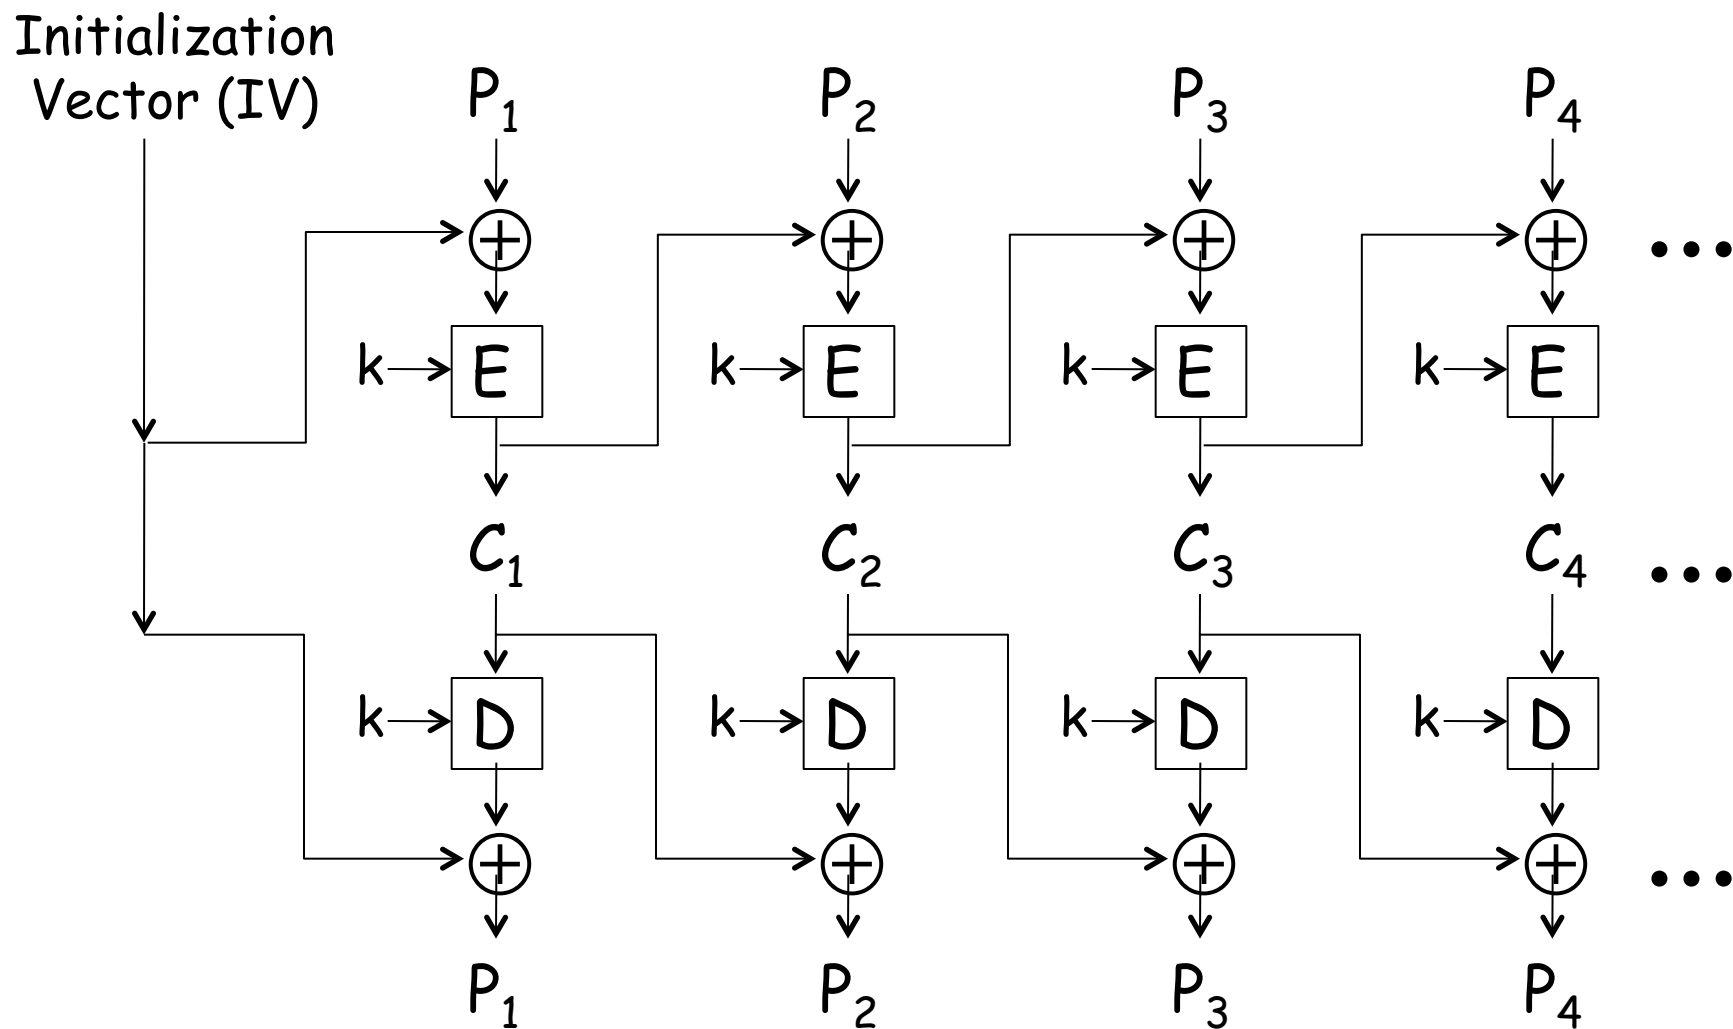 Initialization
Vector (IV)
P1 P2 P3 P4
⊕ ⊕ ⊕ ⊕ •••
k E k E k E k E
C1 C2 C3 C4 •••
k D k D k D k D
⊕ ⊕ ⊕ ⊕ •••
P1 P2 P3 P4